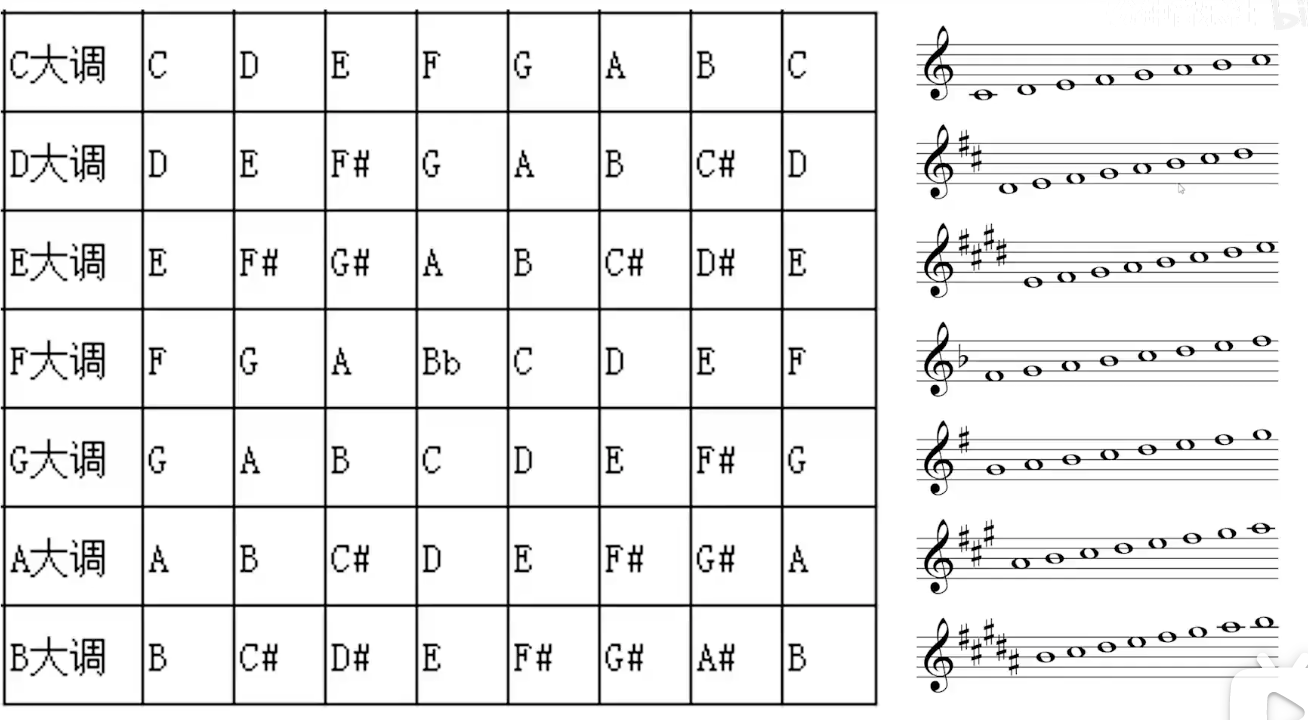 C大调 C D E F G A B C
D大调 D E F# G A B C# D
E大调 E F# G# A B C# D# E
F大调 F G A Bb C D E F
G大调 G A B C D E F# G
A大调 A B C# D E F# G# A
B大调 B C# D# E F# G# A# B